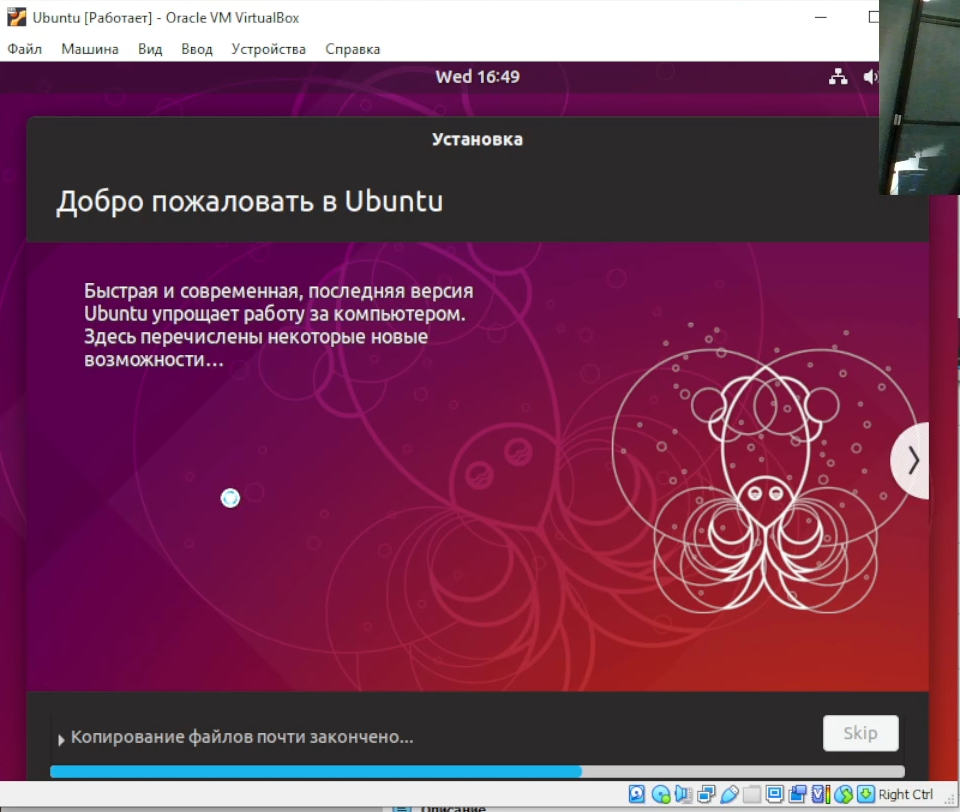 Ubuntu [Работает] - Oracle VM VirtualBox
Файл Машина Вид Ввод Устройства Справка
Wed 16:49
Установка
Добро пожаловать в Ubuntu
Быстрая и современная, последняя версия
Ubuntu упрощает работу за компьютером.
Здесь перечислены некоторые новые
возможности...
Копирование файлов почти закончено...
Skip
Right Ctrl
Описание